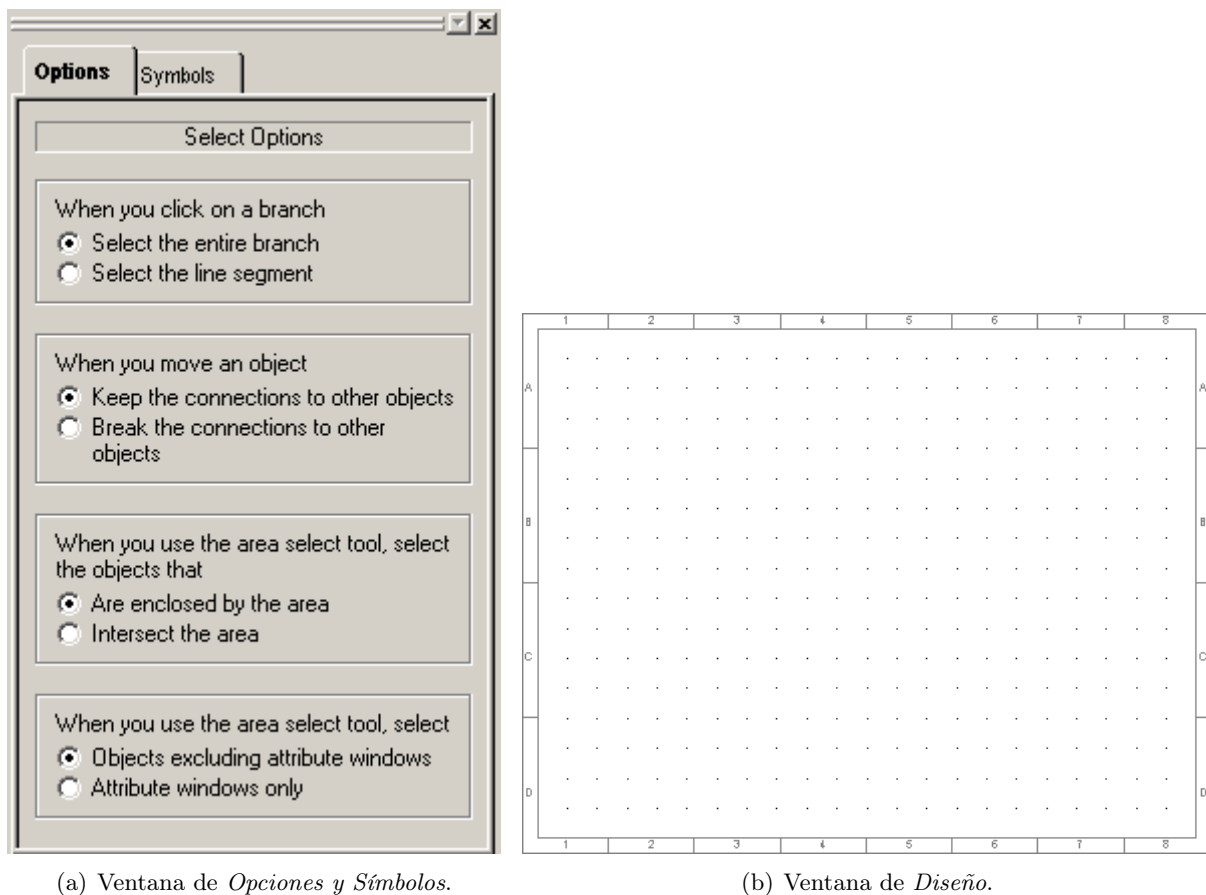 Options
Symbols
Select Options
When you click on a branch
Select the entire branch
Select the line segment
When you move an object
Keep the connections to other objects
Break the connections to other
objects
When you use the area select tool, select
the objects that
Are enclosed by the area
Intersect the area
When you use the area select tool, select
Objects excluding attribute windows
Attribute windows only
(a) Ventana de Opciones y Símbolos.
1 2 3 4 5 6 7 8
A A
B B
C C
D D
1 2 3 4 5 6 7 8
(b) Ventana de Diseño.